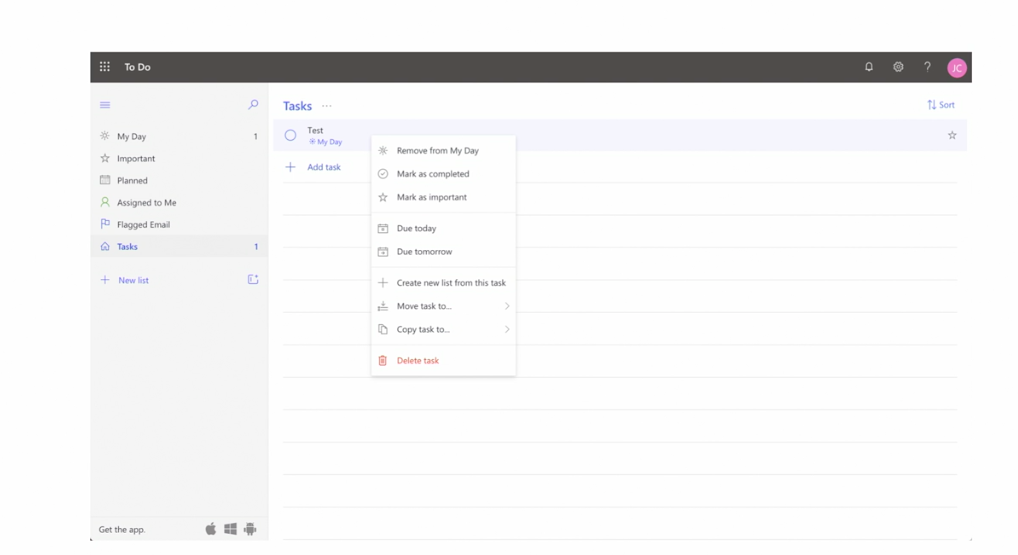 To Do
?
JC
My Day 1
Important
Planned
Assigned to Me
Flagged Email
Tasks 1
New list
Get the app.
Tasks ...
Sort
Test
My Day
Add task
Remove from My Day
Mark as completed
Mark as important
Due today
Due tomorrow
Create new list from this task
Move task to...
Copy task to...
Delete task